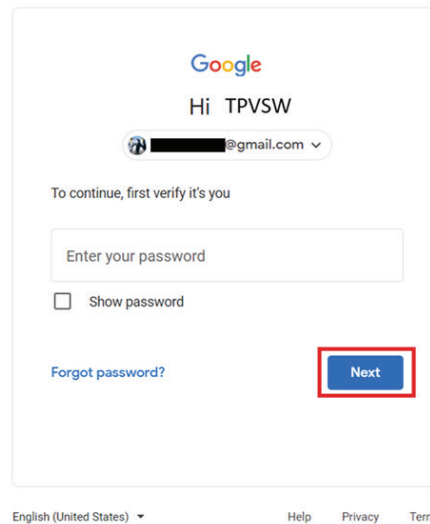 Google
Hi TPVSW
@gmail.com
To continue, first verify it's you
Enter your password
Show password
Forgot password? Next
English (United States) Help Privacy Term